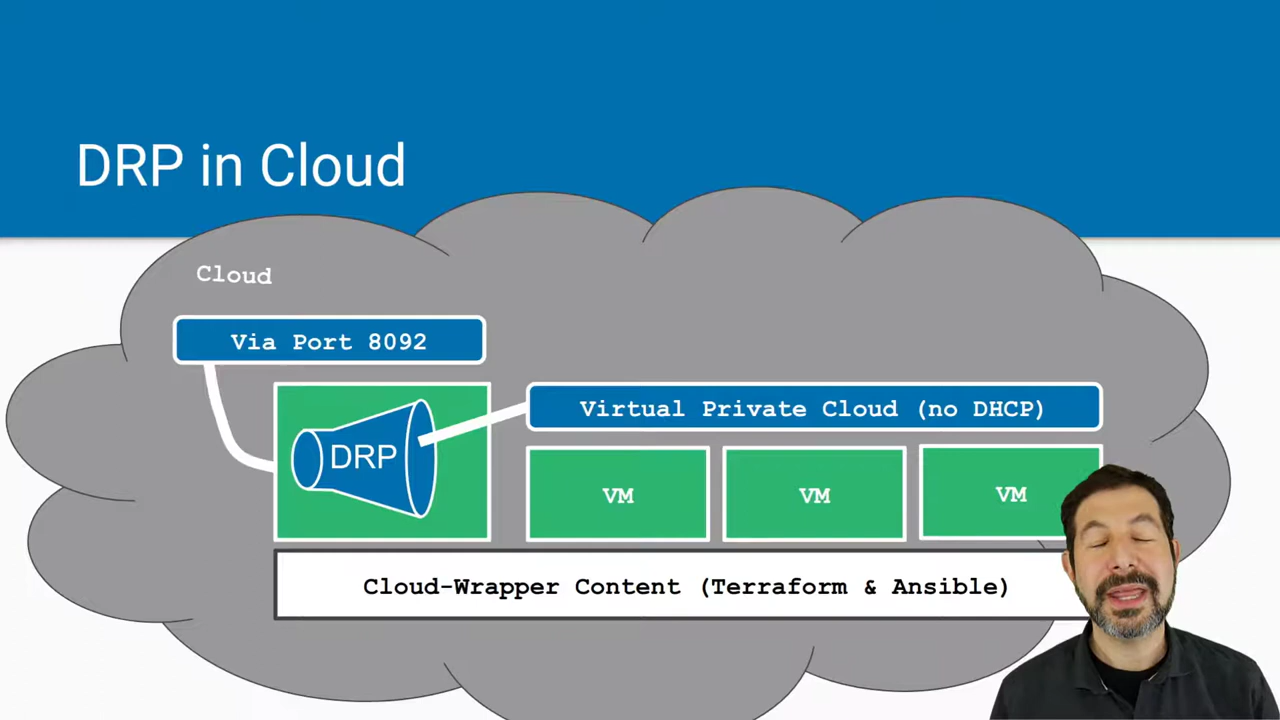 DRP in Cloud
Cloud
Via Port 8092
DRP
Virtual Private Cloud (no DHCP)
VM
VM
VM
Cloud-Wrapper Content (Terraform & Ansible)